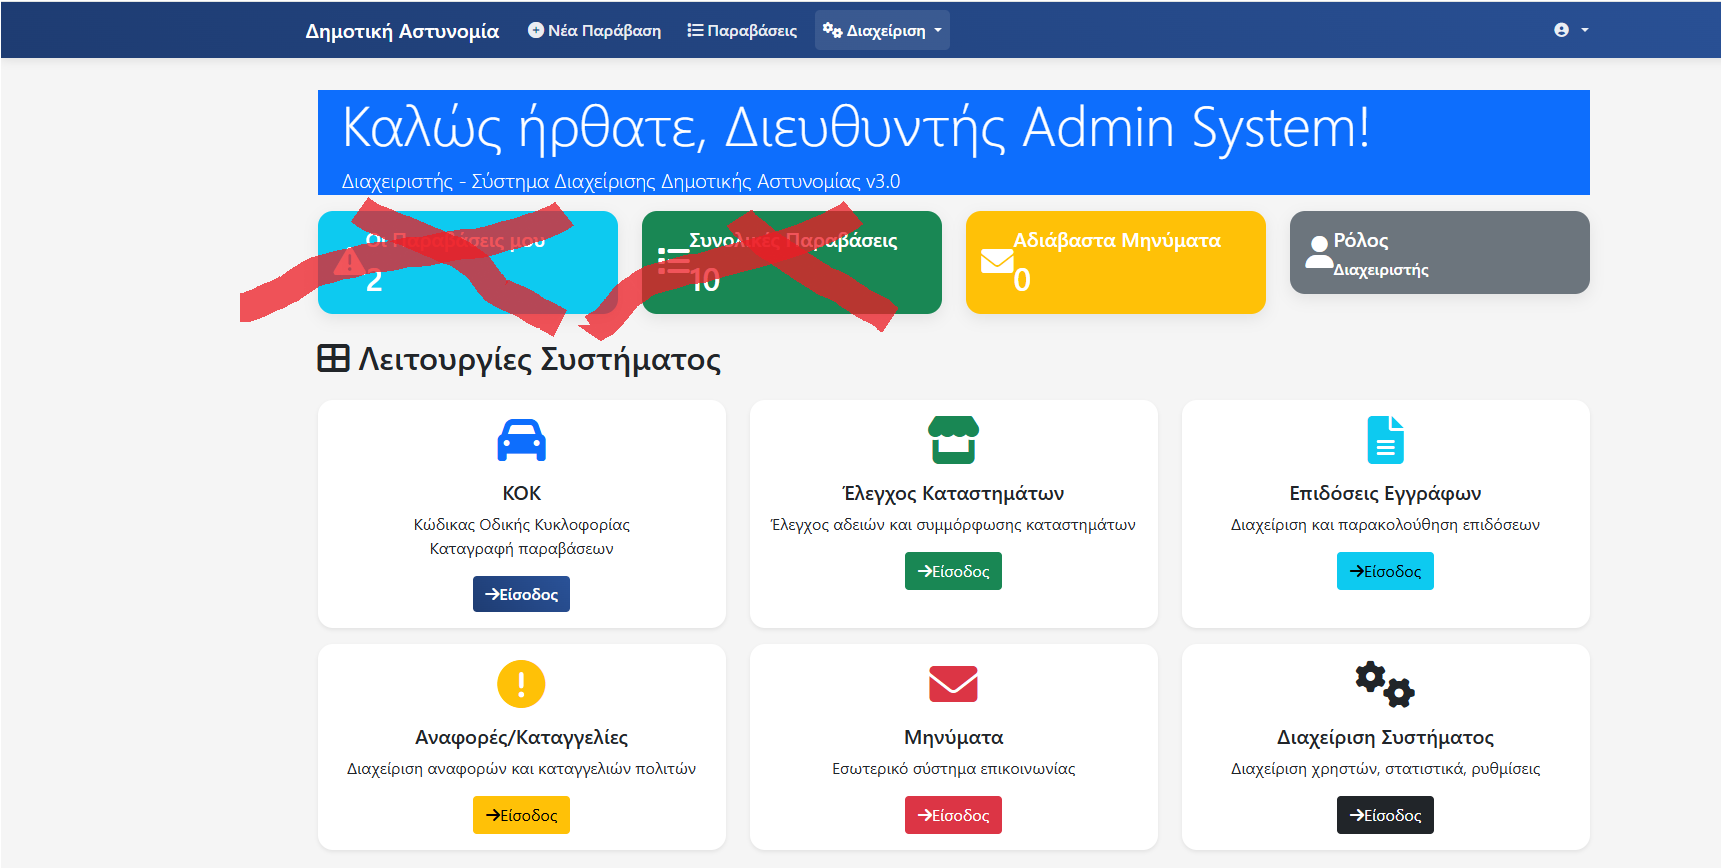 Δημοτική Αστυνομία Νέα Παράβαση Παραβάσεις Διαχείριση
Καλώς ήρθατε, Διευθυντής Admin System!
Διαχειριστής - Σύστημα Διαχείρισης Δημοτικής Αστυνομίας v3.0
Οι Παραβάσεις μου
2
Συνολικές Παραβάσεις
10
Αδιάβαστα Μηνύματα
0
Ρόλος
Διαχειριστής
Λειτουργίες Συστήματος
ΚΟΚ
Κώδικας Οδικής Κυκλοφορίας
Καταγραφή παραβάσεων
Είσοδος
Έλεγχος Καταστημάτων
Έλεγχος αδειών και συμμόρφωσης καταστημάτων
Είσοδος
Επιδόσεις Εγγράφων
Διαχείριση και παρακολούθηση επιδόσεων
Είσοδος
Αναφορές/Καταγγελίες
Διαχείριση αναφορών και καταγγελιών πολιτών
Είσοδος
Μηνύματα
Εσωτερικό σύστημα επικοινωνίας
Είσοδος
Διαχείριση Συστήματος
Διαχείριση χρηστών, στατιστικά, ρυθμίσεις
Είσοδος